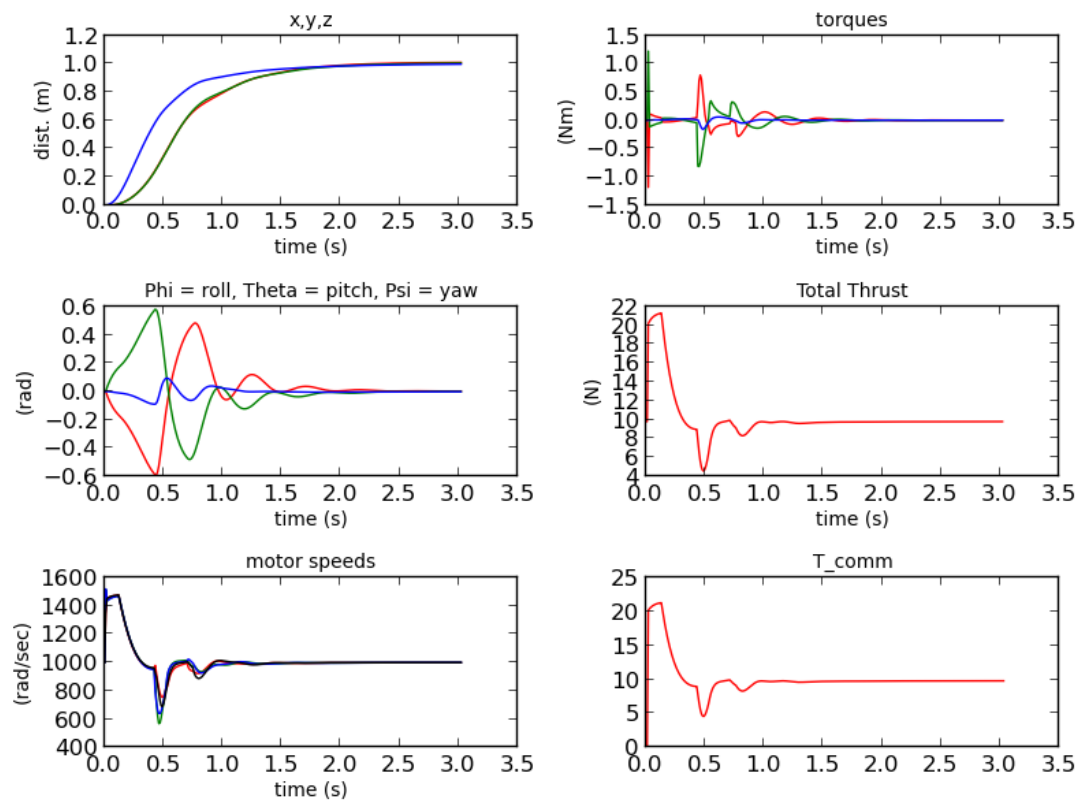 x,y,z
1.2
1.0
0.8
0.6
0.4
0.2
0.0
dist. (m)
0.0 0.5 1.0 1.5 2.0 2.5 3.0 3.5
time (s)
torques
1.5
1.0
0.5
0.0
−0.5
−1.0
−1.5
(Nm)
0.0 0.5 1.0 1.5 2.0 2.5 3.0 3.5
time (s)
Phi = roll, Theta = pitch, Psi = yaw
0.6
0.4
0.2
0.0
−0.2
−0.4
−0.6
(rad)
0.0 0.5 1.0 1.5 2.0 2.5 3.0 3.5
time (s)
Total Thrust
22
20
18
16
14
12
10
8
6
4
(N)
0.0 0.5 1.0 1.5 2.0 2.5 3.0 3.5
time (s)
motor speeds
1600
1400
1200
1000
800
600
400
(rad/sec)
0.0 0.5 1.0 1.5 2.0 2.5 3.0 3.5
time (s)
T_comm
25
20
15
10
5
0
0.0 0.5 1.0 1.5 2.0 2.5 3.0 3.5